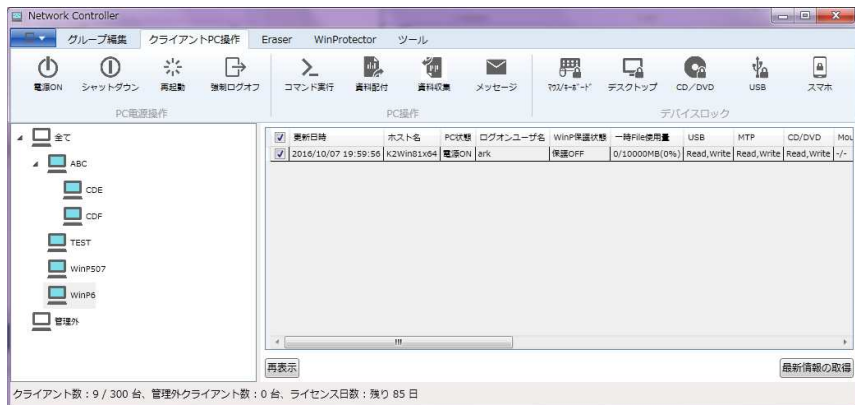 Network Controller
グループ編集 クライアントPC操作 Eraser WinProtector ツール
電源ON シャットダウン 再起動 強制ログオフ コマンド実行 資料配付 資料収集 メッセージ ﾏｳｽ/ｷｰﾎﾞｰﾄﾞ デスクトップ CD/DVD USB スマホ
PC電源操作 PC操作 デバイスロック
全て
ABC
CDE
CDF
TEST
WinP507
WinP6
管理外
更新日時 ホスト名 PC状態 ログオンユーザ名 WinP保護状態 一時File使用量 USB MTP CD/DVD Mou
2016/10/07 19:59:56 K2Win81x64 電源ON ark 保護OFF 0/10000MB(0%) Read,Write Read,Write Read,Write -/-
再表示 最新情報の取得
クライアント数：9 / 300 台、管理外クライアント数：0 台、ライセンス日数：残り 85 日